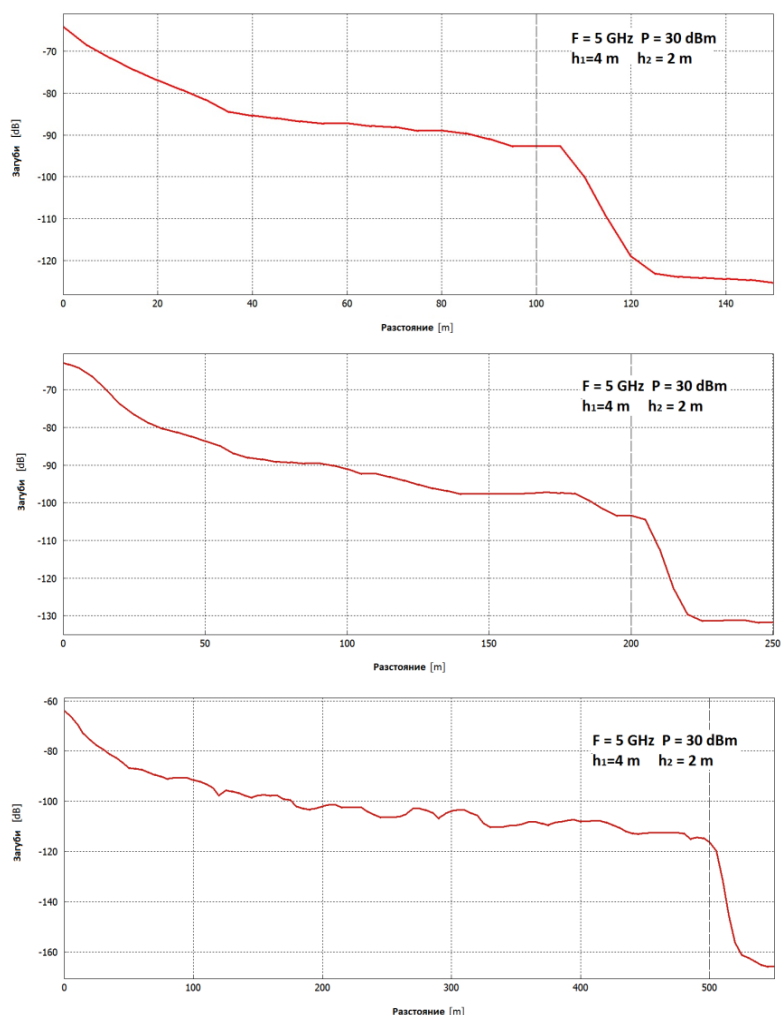 F = 5 GHz P = 30 dBm
h₁=4 m h₂ = 2 m
Загуби [dB]
-70
-80
-90
-100
-110
-120
0 20 40 60 80 100 120 140
Разстояние [m]
F = 5 GHz P = 30 dBm
h₁=4 m h₂ = 2 m
Загуби [dB]
-70
-80
-90
-100
-110
-120
-130
0 50 100 150 200 250
Разстояние [m]
F = 5 GHz P = 30 dBm
h₁=4 m h₂ = 2 m
Загуби [dB]
-60
-80
-100
-120
-140
-160
0 100 200 300 400 500
Разстояние [m]